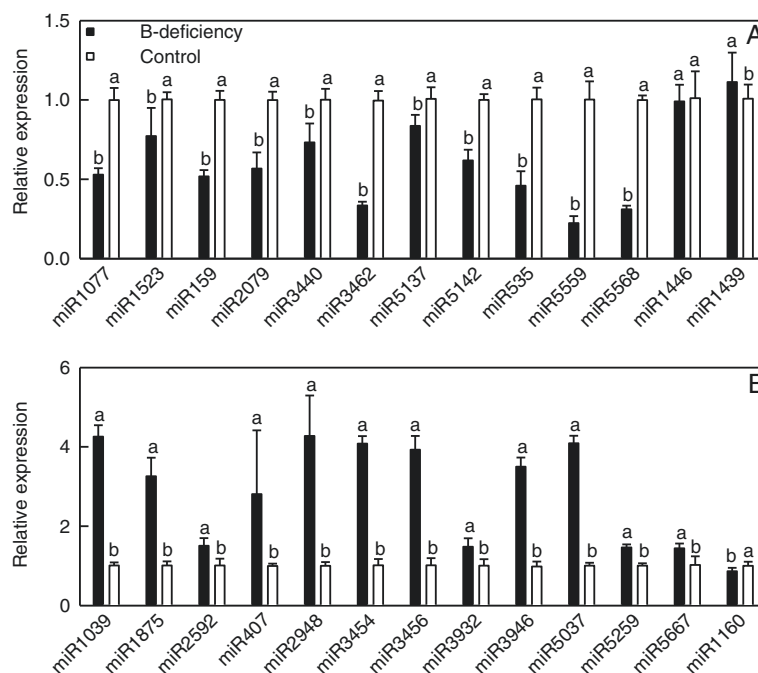 A
B-deficiency
Control
Relative expression
1.5
1.0
0.5
0.0
b a b a b a b a b a b a b a b a b a b a b a a a a b
miR1077 miR1523 miR159 miR2079 miR3440 miR3462 miR5137 miR5142 miR535 miR5559 miR5568 miR1446 miR1439
Relative expression
6
4
2
0
a b a b a b a b a b a b a b a b a b a b a b a b b a
miR1039 miR1875 miR2592 miR407 miR2948 miR3454 miR3456 miR3932 miR3946 miR5037 miR5259 miR5667 miR1160